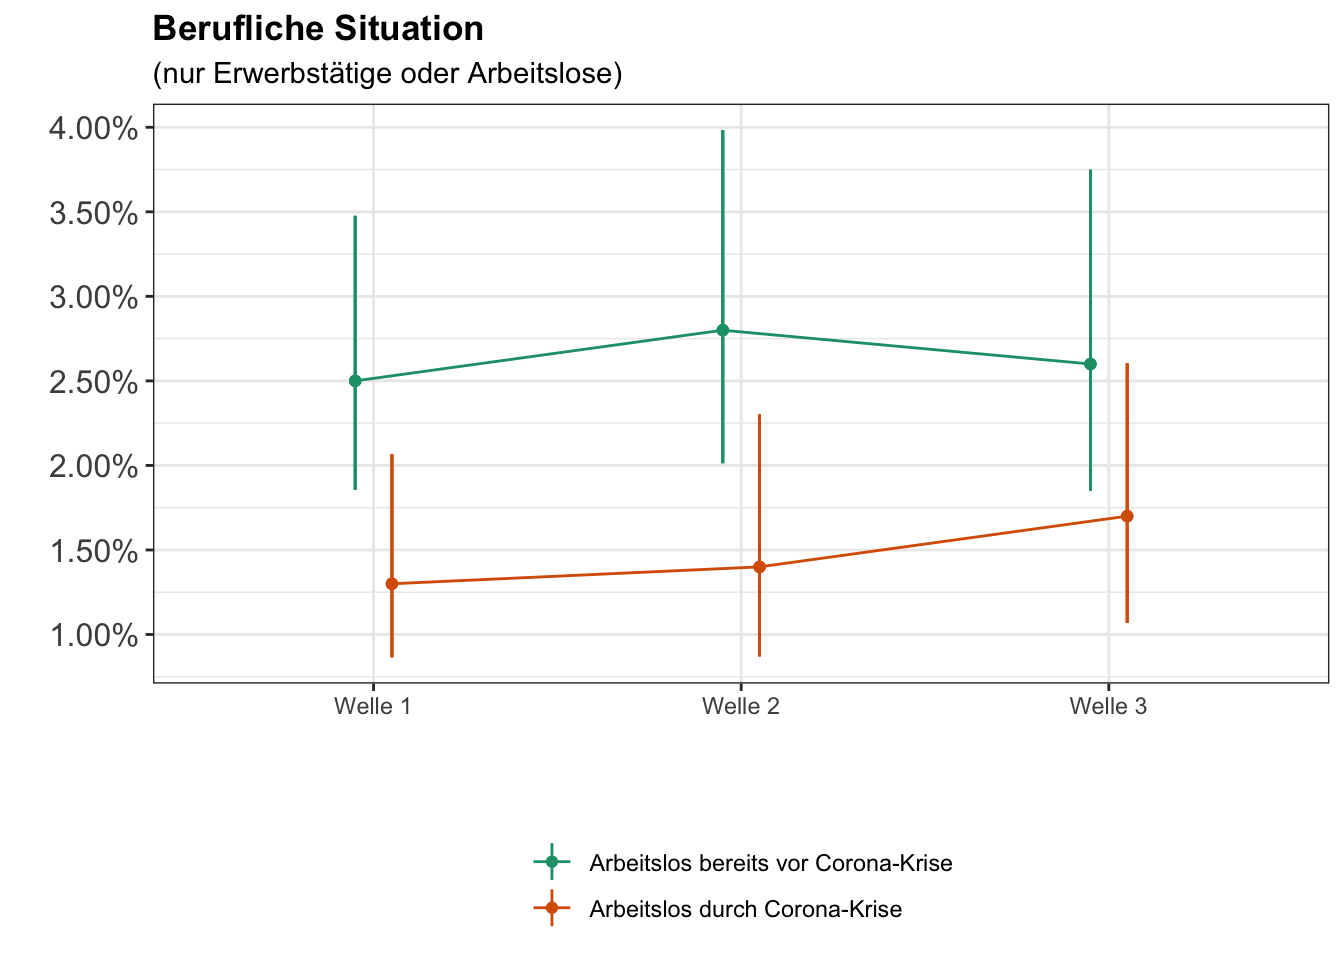 Berufliche Situation
(nur Erwerbstätige oder Arbeitslose)
4.00%
3.50%
3.00%
2.50%
2.00%
1.50%
1.00%
Welle 1 Welle 2 Welle 3
Arbeitslos bereits vor Corona-Krise
Arbeitslos durch Corona-Krise